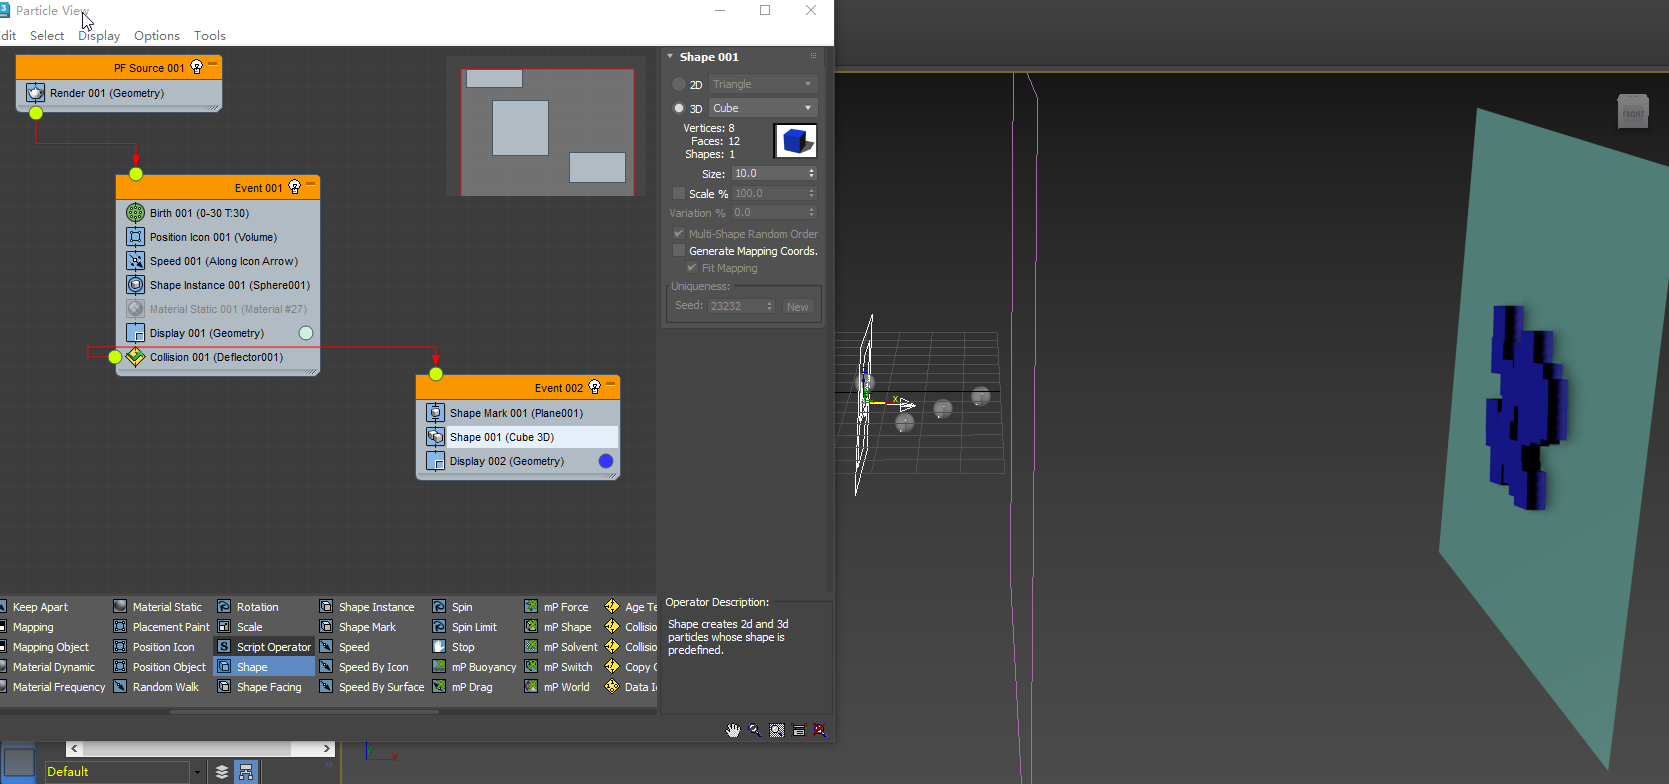 Particle View
dit Select Display Options Tools
PF Source 001
Render 001 (Geometry)
Event 001
Birth 001 (0-30 T:30)
Position Icon 001 (Volume)
Speed 001 (Along Icon Arrow)
Shape Instance 001 (Sphere001)
Material Static 001 (Material #27)
Display 001 (Geometry)
Collision 001 (Deflector001)
Event 002
Shape Mark 001 (Plane001)
Shape 001 (Cube 3D)
Display 002 (Geometry)
Shape 001
2D Triangle
3D Cube
Vertices: 8
Faces: 12
Shapes: 1
Size: 10.0
Scale % 100.0
Variation % 0.0
Multi-Shape Random Order
Generate Mapping Coords.
Fit Mapping
Uniqueness:
Seed: 23232 New
FRONT
x
Keep Apart Material Static Rotation Shape Instance Spin mP Force Age Te
Mapping Placement Paint Scale Shape Mark Spin Limit mP Shape Collisio
Mapping Object Position Icon Script Operator Speed Stop mP Solvent Collisio
Material Dynamic Position Object Shape Speed By Icon mP Buoyancy mP Switch Copy
Material Frequency Random Walk Shape Facing Speed By Surface mP Drag mP World Data I
Operator Description:
Shape creates 2d and 3d
particles whose shape is
predefined.
Default
y
x